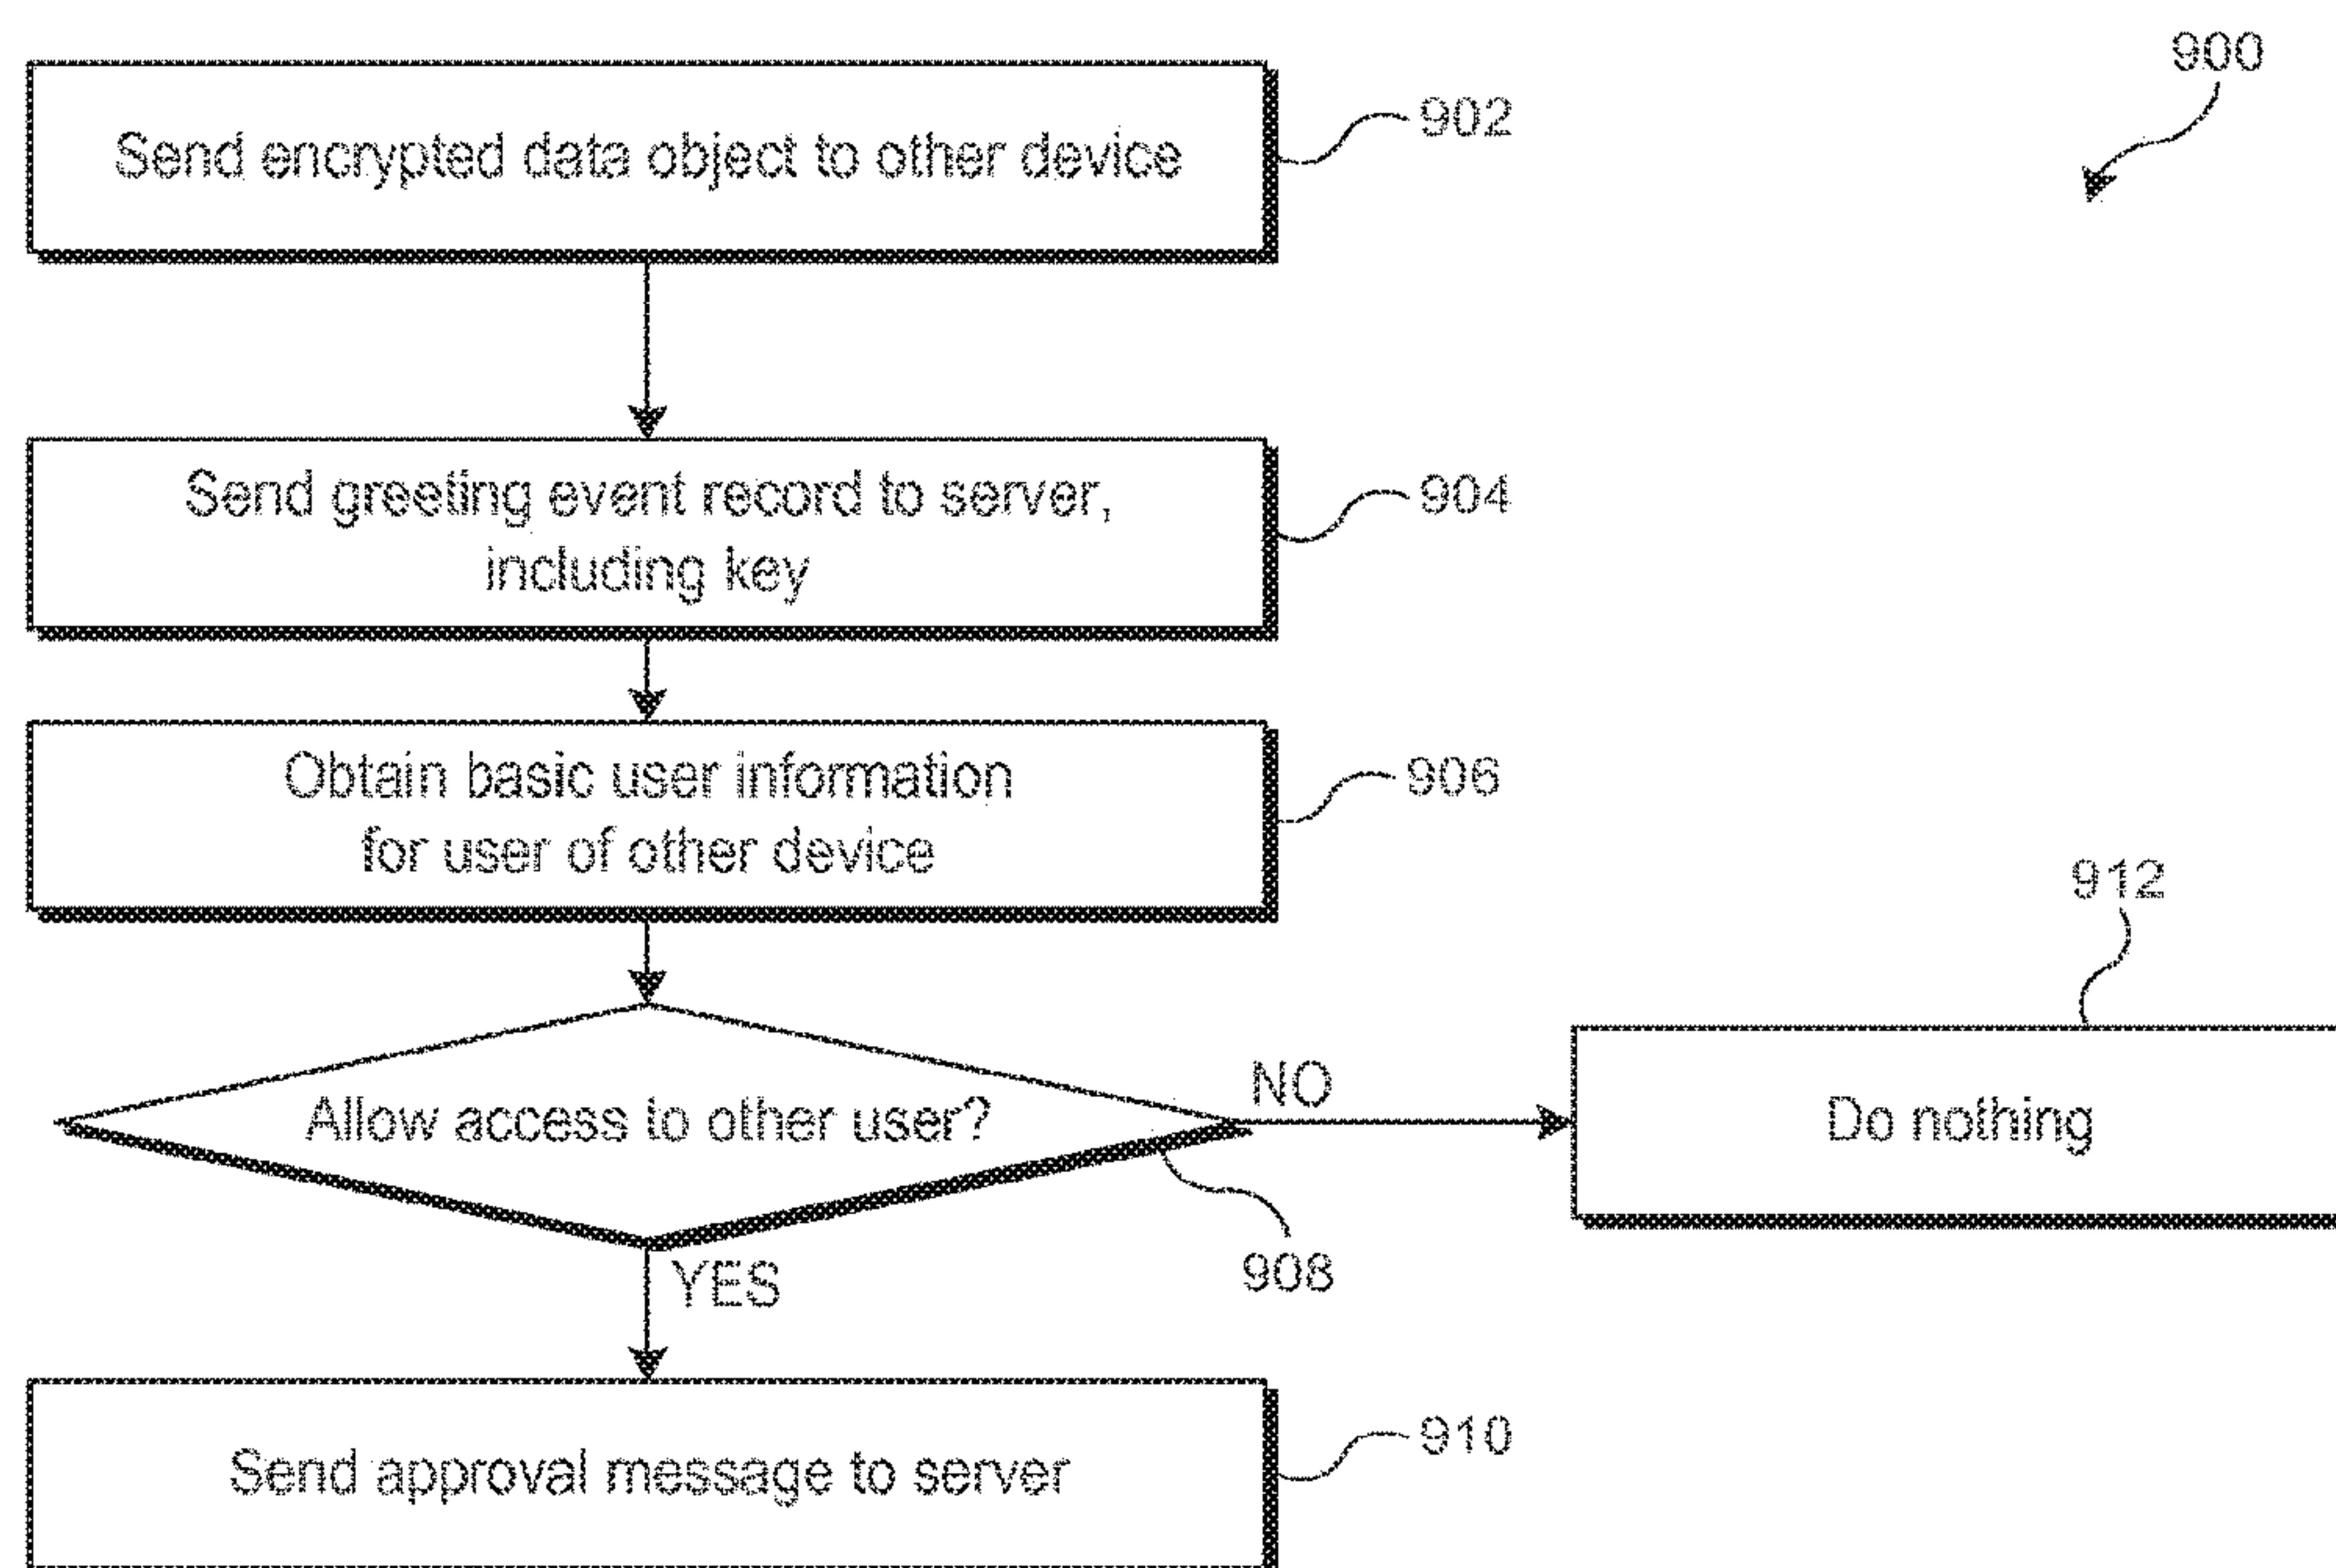 900
Send encrypted data object to other device
902
Send greeting event record to server,
including key
904
Obtain basic user information
for user of other device
906
912
Allow access to other user?
NO
Do nothing
908
YES
Send approval message to server
910